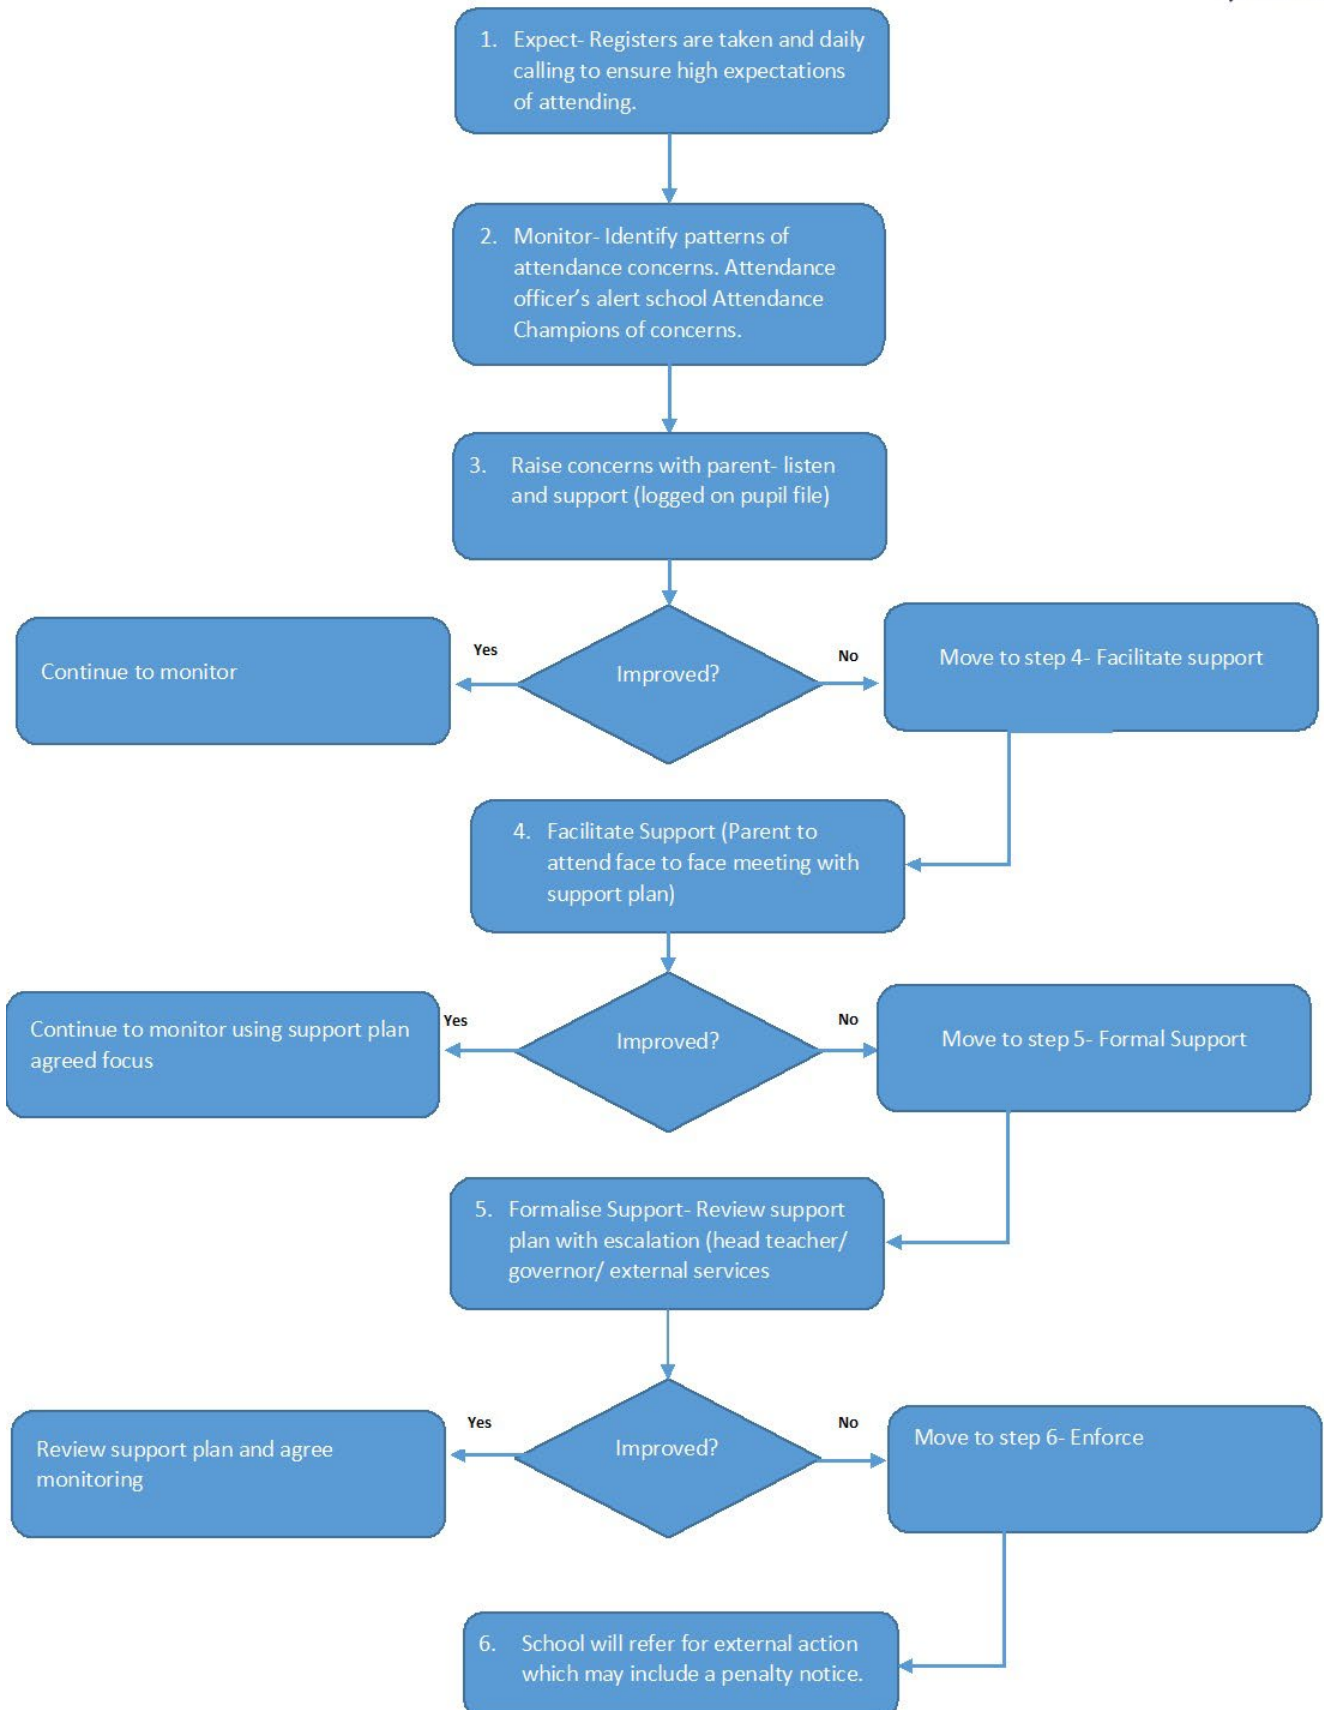 1. Expect- Registers are taken and daily
calling to ensure high expectations
of attending.
2. Monitor- Identify patterns of
attendance concerns. Attendance
officer’s alert school Attendance
Champions of concerns.
3. Raise concerns with parent- listen
and support (logged on pupil file)
Continue to monitor
Yes
Improved?
No
Move to step 4- Facilitate support
4. Facilitate Support (Parent to
attend face to face meeting with
support plan)
Continue to monitor using support plan
agreed focus
Yes
Improved?
No
Move to step 5- Formal Support
5. Formalise Support- Review support
plan with escalation (head teacher/
governor/ external services
Review support plan and agree
monitoring
Yes
Improved?
No
Move to step 6- Enforce
6. School will refer for external action
which may include a penalty notice.